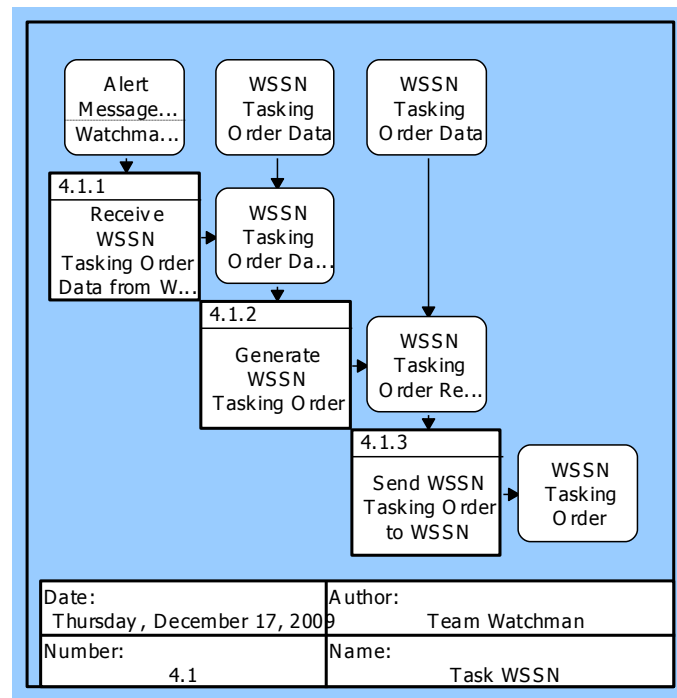 Alert
Message...
Watchma...
WSSN
Tasking
Order Data
WSSN
Tasking
Order Data
4.1.1
Receive
WSSN
Tasking Order
Data from W...
WSSN
Tasking
Order Da...
4.1.2
Generate
WSSN
Tasking Order
WSSN
Tasking
Order Re...
4.1.3
Send WSSN
Tasking Order
to WSSN
WSSN
Tasking
Order
Date:
Thursday, December 17, 2009
Author:
Team Watchman
Number:
4.1
Name:
Task WSSN